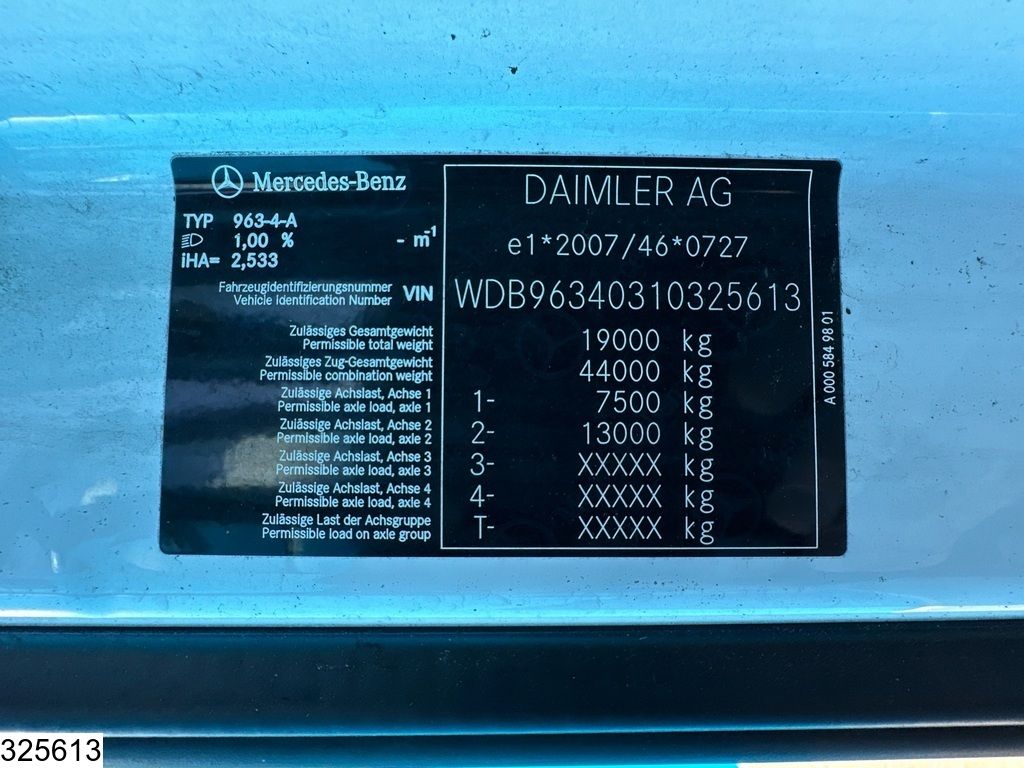 Mercedes-Benz
DAIMLER AG
TYP 963-4-A
1,00 % - m-1
iHA= 2,533
e1*2007/46*0727
Fahrzeugidentifizierungsnummer
Vehicle Identification Number VIN WDB96340310325613
Zulässiges Gesamtgewicht
Permissible total weight 19000 kg
Zulässiges Zug-Gesamtgewicht
Permissible combination weight 44000 kg
Zulässige Achslast, Achse 1
Permissible axle load, axle 1 1- 7500 kg
Zulässige Achslast, Achse 2
Permissible axle load, axle 2 2- 13000 kg
Zulässige Achslast, Achse 3
Permissible axle load, axle 3 3- XXXXX kg
Zulässige Achslast, Achse 4
Permissible axle load, axle 4 4- XXXXX kg
Zulässige Last der Achsgruppe
Permissible load on axle group T- XXXXX kg
A 000 584 98 01
325613